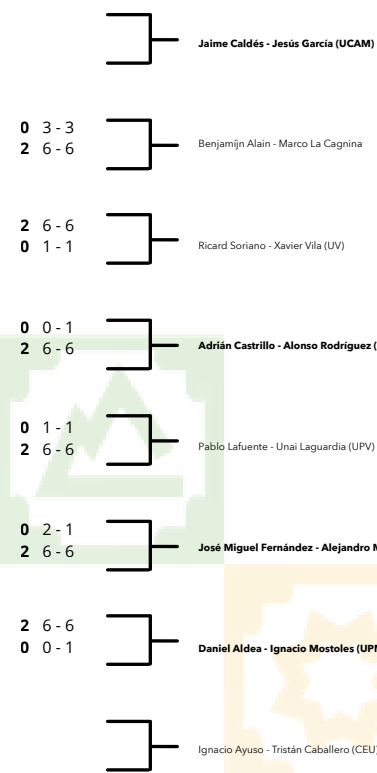 Jaime Caldés - Jesús García (UCAM)
0 3 - 3
2 6 - 6
Benjamíjn Alain - Marco La Cagnina
2 6 - 6
0 1 - 1
Ricard Soriano - Xavier Vila (UV)
0 0 - 1
2 6 - 6
Adrián Castrillo - Alonso Rodríguez (
0 1 - 1
2 6 - 6
Pablo Lafuente - Unai Laguardia (UPV)
0 2 - 1
2 6 - 6
José Miguel Fernández - Alejandro M
2 6 - 6
0 0 - 1
Daniel Aldea - Ignacio Mostoles (UPM
Ignacio Ayuso - Tristán Caballero (CEU)